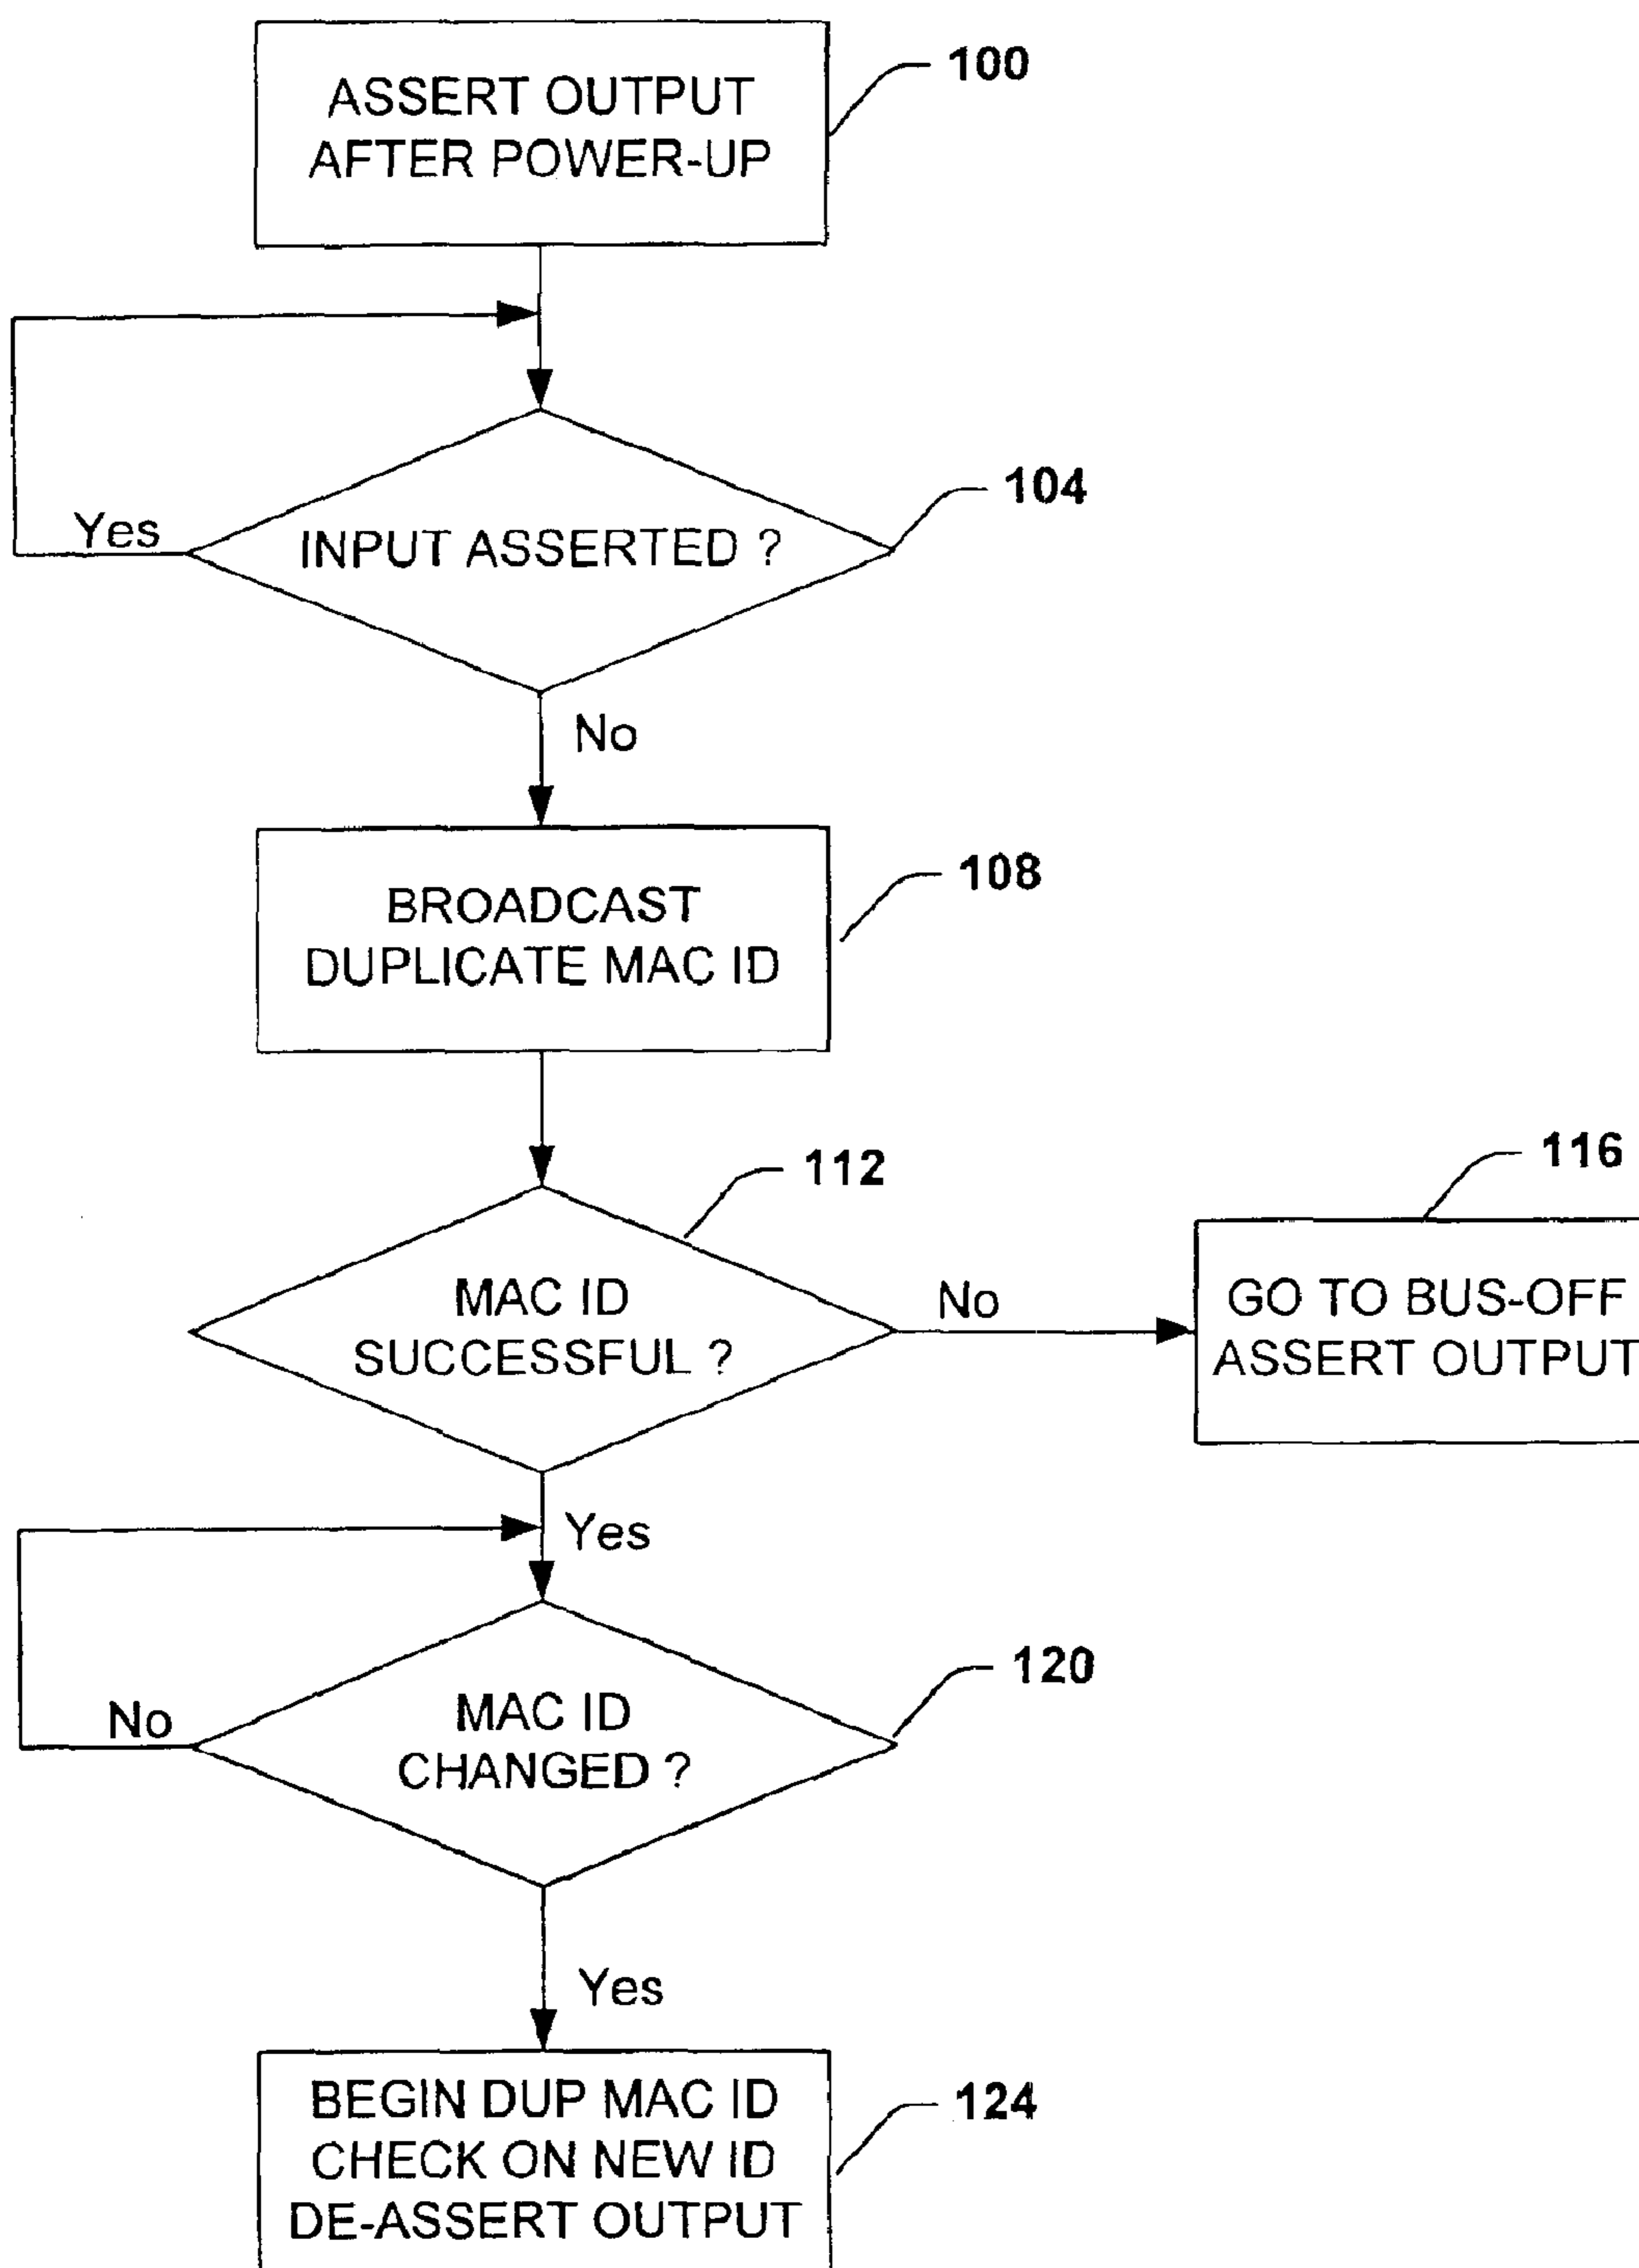 ASSERT OUTPUT
AFTER POWER-UP
100
INPUT ASSERTED ?
104
Yes
No
BROADCAST
DUPLICATE MAC ID
108
MAC ID
SUCCESSFUL ?
112
No
GO TO BUS-OFF
ASSERT OUTPUT
116
Yes
MAC ID
CHANGED ?
120
No
Yes
BEGIN DUP MAC ID
CHECK ON NEW ID
DE-ASSERT OUTPUT
124